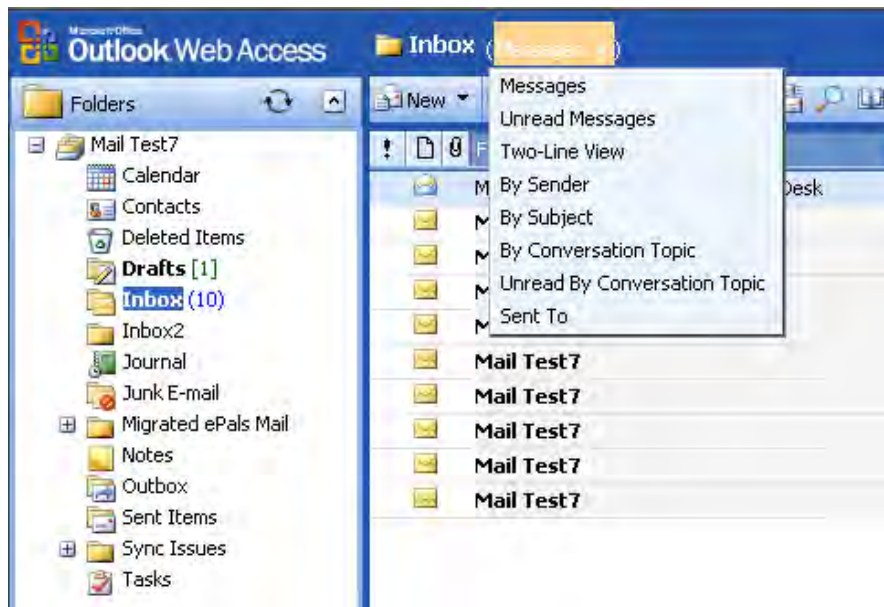 Microsoft Office
Outlook Web Access
Inbox (Messages)
Folders
New
Mail Test7
Calendar
Contacts
Deleted Items
Drafts [1]
Inbox (10)
Inbox2
Journal
Junk E-mail
Migrated ePals Mail
Notes
Outbox
Sent Items
Sync Issues
Tasks
Messages
Unread Messages
Two-Line View
By Sender
By Subject
By Conversation Topic
Unread By Conversation Topic
Sent To
Desk
Mail Test7
Mail Test7
Mail Test7
Mail Test7
Mail Test7